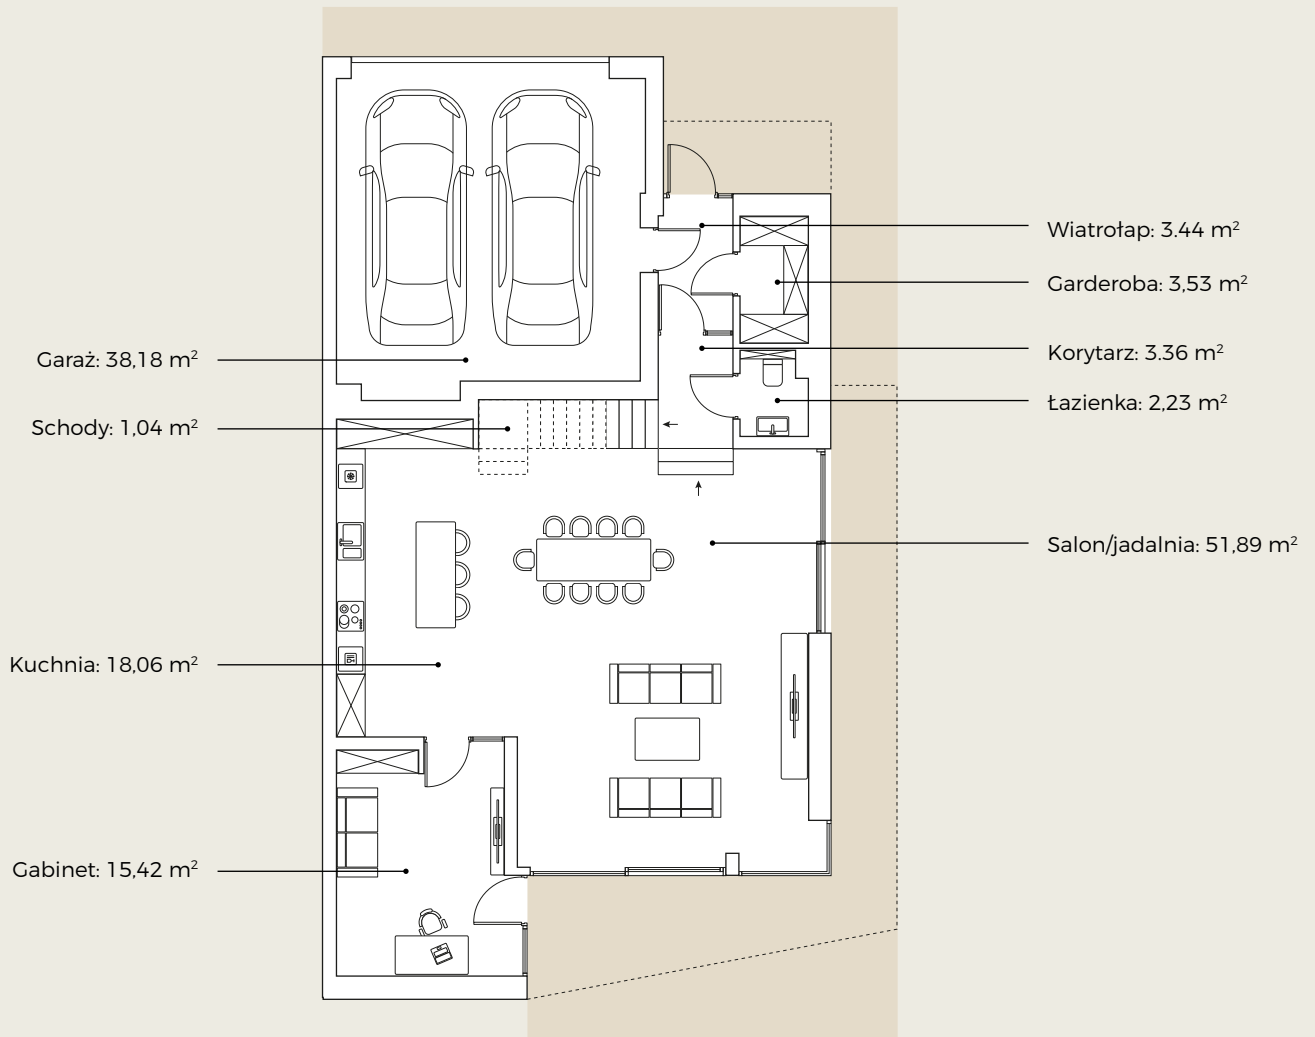 Wiatrołap: 3.44 m²
Garderoba: 3,53 m²
Garaż: 38,18 m²
Korytarz: 3.36 m²
Łazienka: 2,23 m²
Schody: 1,04 m²
Salon/jadalnia: 51,89 m²
Kuchnia: 18,06 m²
Gabinet: 15,42 m²